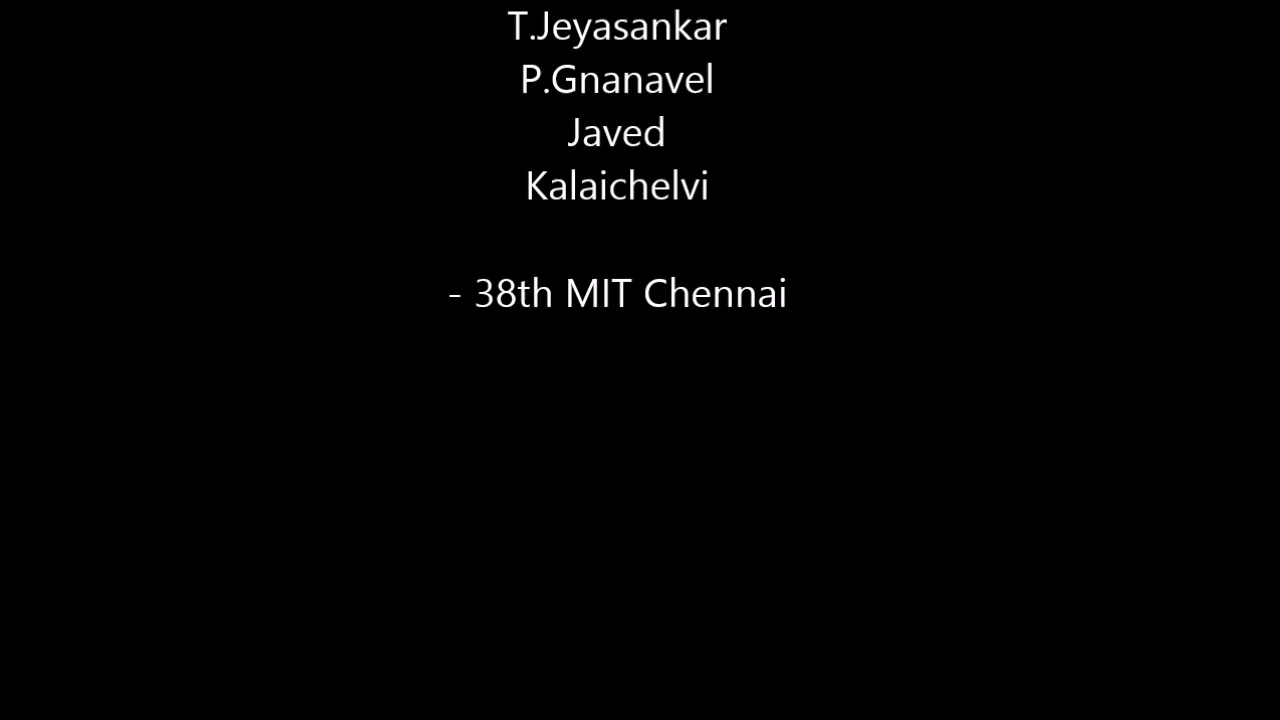 T.Jeyasankar
P.Gnanavel
Javed
Kalaichelvi
- 38th MIT Chennai